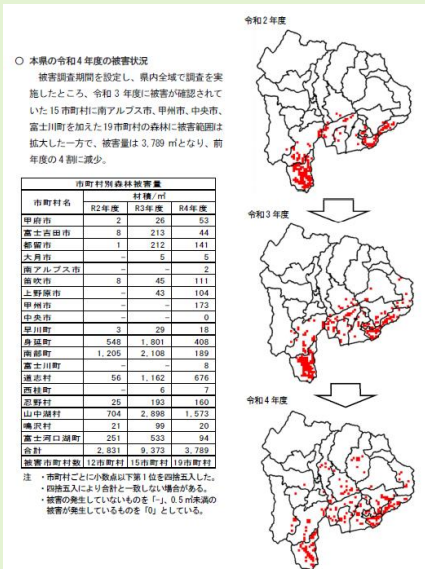 ○ 本県の令和４年度の被害状況
被害調査期間を設定し、県内全域で調査を実
施したところ、令和３年度に被害が確認されて
いた15市町村に南アルプス市、甲州市、中央市、
富士川町を加えた19市町村の森林に被害範囲は
拡大した一方で、被害量は 3,789 ㎥となり、前
年度の４割に減少。
市町村別森林被害量
市町村名 材積/㎥
R2年度 R3年度 R4年度
甲府市 2 26 53
富士吉田市 8 213 44
都留市 1 212 141
大月市 － 5 5
南アルプス市 － － 2
笛吹市 8 45 111
上野原市 － 43 104
甲州市 － － 173
中央市 － － 0
早川町 3 29 18
身延町 548 1,801 408
南部町 1,205 2,108 189
富士川町 － － 8
道志村 56 1,162 676
西桂町 － 6 7
忍野村 25 193 160
山中湖村 704 2,898 1,573
鳴沢村 21 99 20
富士河口湖町 251 533 94
合計 2,831 9,373 3,789
被害市町村数 12市町村 15市町村 19市町村
注 ・市町村ごとに小数点以下第１位を四捨五入した。
・四捨五入により合計と一致しない場合がある。
・被害の発生していないものを「－」、0.5㎥未満の
被害が発生しているものを「0」としている。
令和２年度
令和３年度
令和４年度